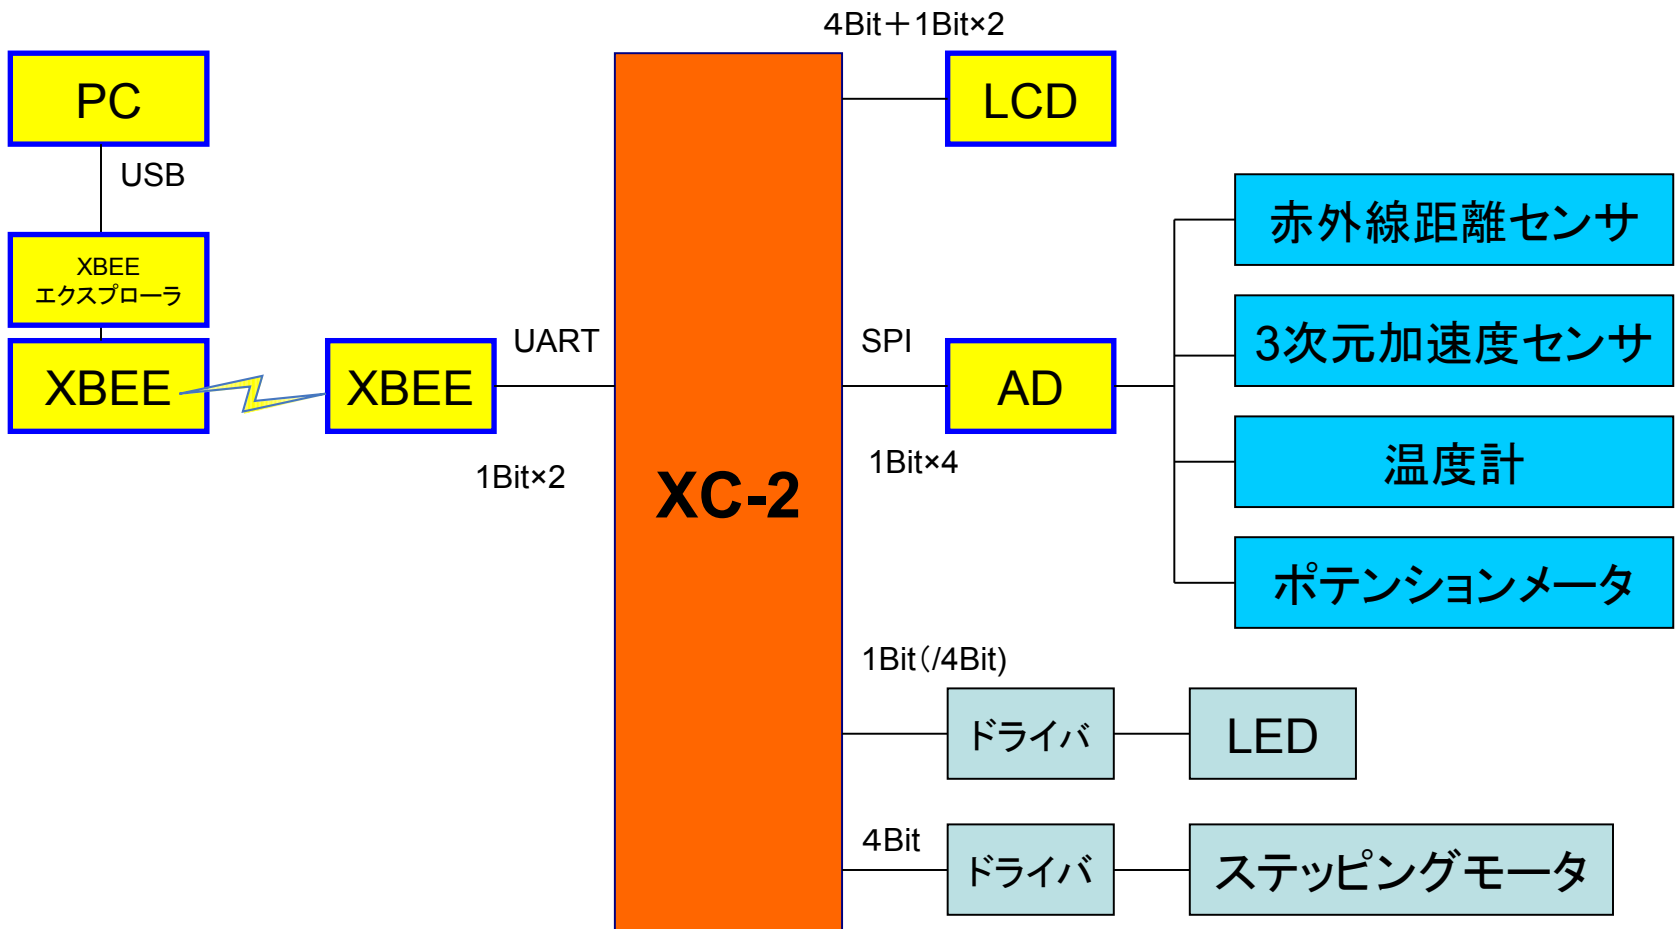 4Bit＋1Bit×2
PC
LCD
USB
XBEE
エクスプローラ
XBEE
XBEE
UART
1Bit×2
XC-2
SPI
AD
1Bit×4
赤外線距離センサ
3次元加速度センサ
温度計
ポテンションメータ
1Bit（/4Bit)
ドライバ
LED
4Bit
ドライバ
ステッピングモータ